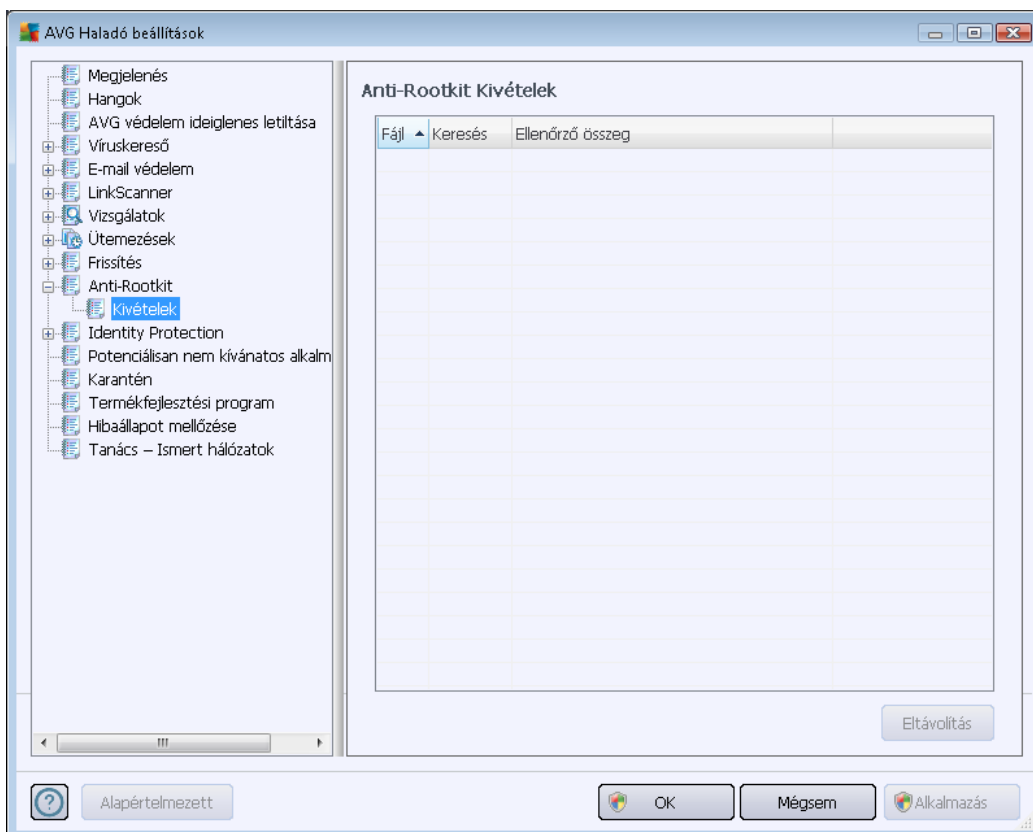 AVG Haladó beállítások
Megjelenés
Hangok
AVG védelem ideiglenes letiltása
Víruskereső
E-mail védelem
LinkScanner
Vizsgálatok
Ütemezések
Frissítés
Anti-Rootkit
Kivételek
Identity Protection
Potenciálisan nem kívánatos alkalm
Karantén
Termékfejlesztési program
Hibaállapot mellőzése
Tanács – Ismert hálózatok
Anti-Rootkit Kivételek
Fájl Keresés Ellenőrző összeg
Eltávolítás
Alapértelmezett
OK
Mégsem
Alkalmazás